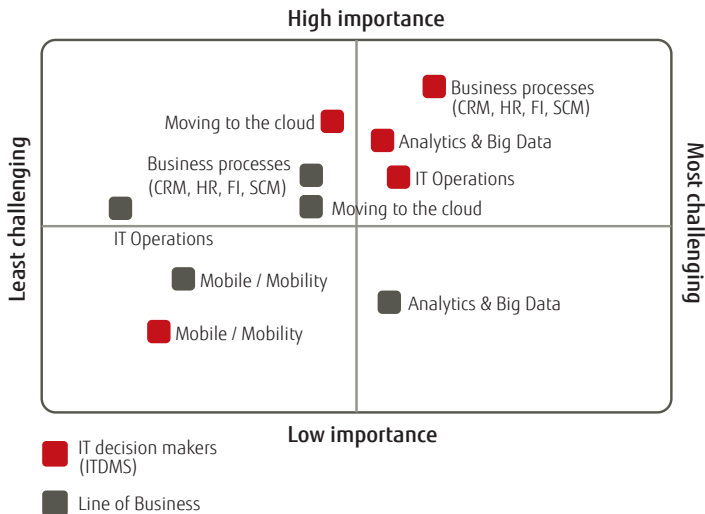 High importance
Business processes
(CRM, HR, FI, SCM)
Moving to the cloud
Analytics & Big Data
Business processes
(CRM, HR, FI, SCM)
IT Operations
Moving to the cloud
IT Operations
Least challenging
Most challenging
Mobile / Mobility
Analytics & Big Data
Mobile / Mobility
Low importance
IT decision makers
(ITDMS)
Line of Business